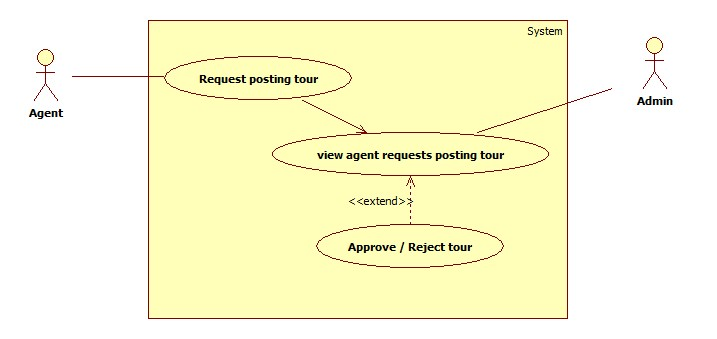 System
Request posting tour
Agent
Admin
view agent requests posting tour
<<extend>>
Approve / Reject tour